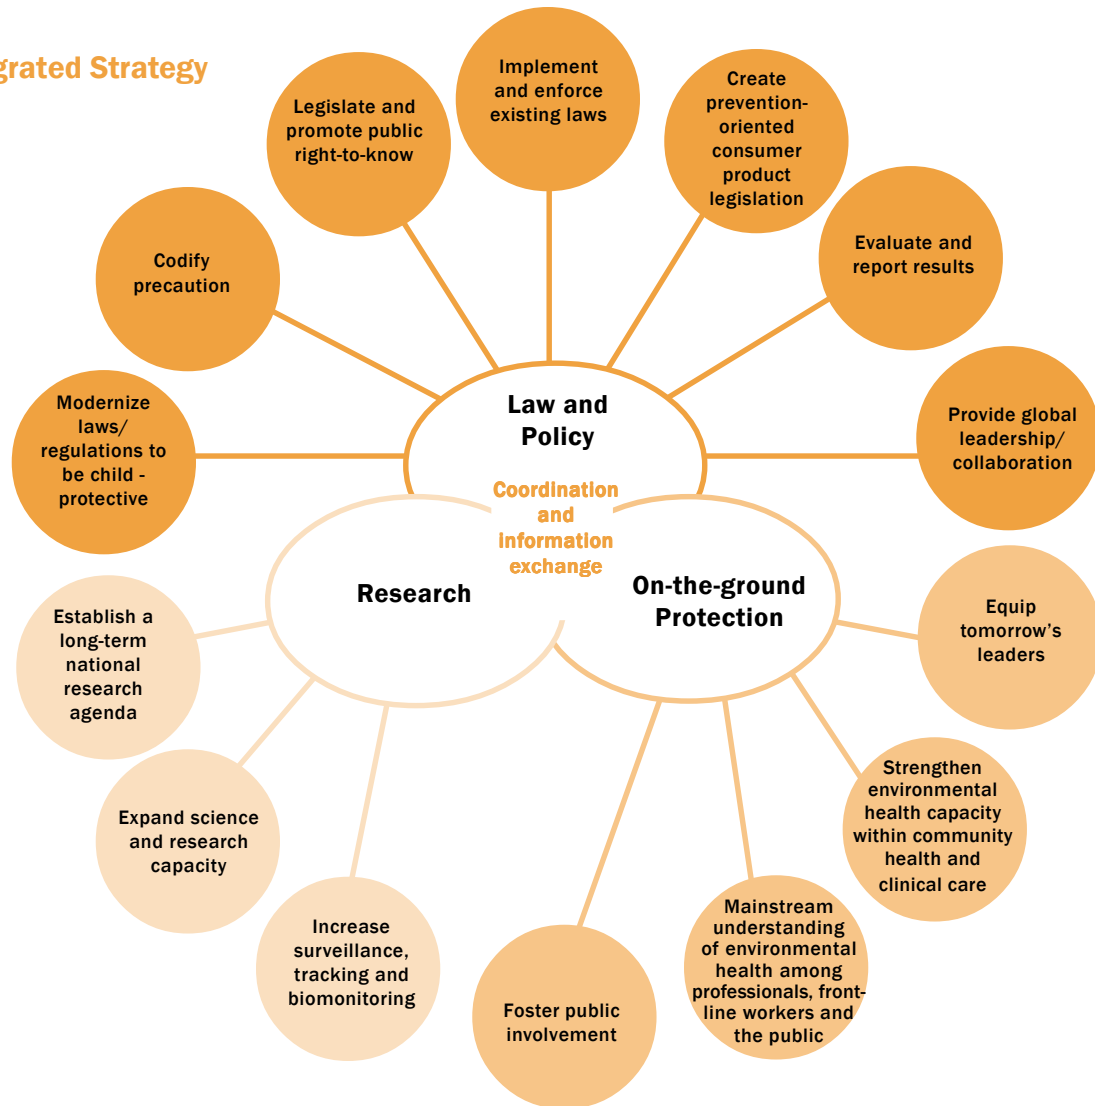 grated Strategy
Implement
and enforce
existing laws
Create
prevention-
oriented
consumer
product
legislation
Legislate and
promote public
right-to-know
Evaluate and
report results
Codify
precaution
Modernize
laws/
regulations to
be child -
protective
Law and
Policy
Provide global
leadership/
collaboration
Coordination
and
information
exchange
Research
On-the-ground
Protection
Establish a
long-term
national
research
agenda
Equip
tomorrow's
leaders
Expand science
and research
capacity
Strengthen
environmental
health capacity
within community
health and
clinical care
Increase
surveillance,
tracking and
biomonitoring
Mainstream
understanding
of environmental
health among
professionals, front-
line workers and
the public
Foster public
involvement